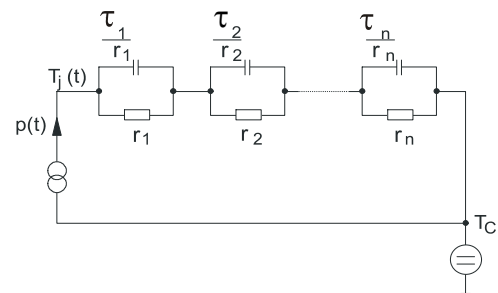 τ1/r1 τ2/r2 τn/rn
Tj(t)
r1 r2 rn
p(t)
TC